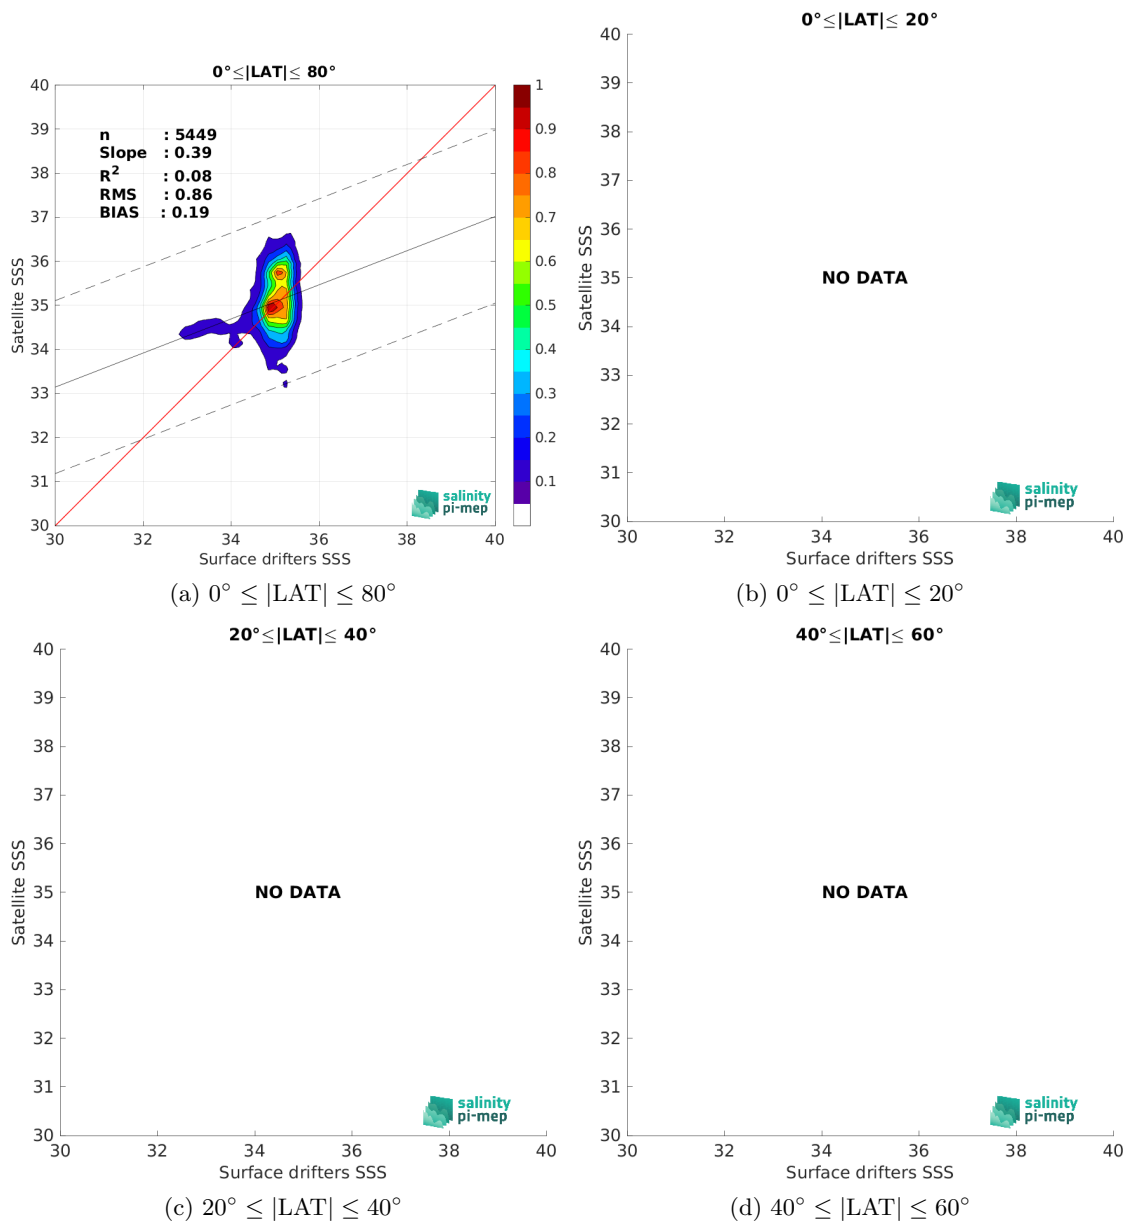 0°≤|LAT|≤ 80°
40
39
38
37
36
35
34
33
32
31
30
Satellite SSS
n : 5449
Slope : 0.39
R² : 0.08
RMS : 0.86
BIAS : 0.19
1
0.9
0.8
0.7
0.6
0.5
0.4
0.3
0.2
0.1
salinity
pi-mep
30 32 34 36 38 40
Surface drifters SSS
(a) 0° ≤ |LAT| ≤ 80°
0°≤|LAT|≤ 20°
40
39
38
37
36
35
34
33
32
31
30
Satellite SSS
NO DATA
salinity
pi-mep
30 32 34 36 38 40
Surface drifters SSS
(b) 0° ≤ |LAT| ≤ 20°
20°≤|LAT|≤ 40°
40
39
38
37
36
35
34
33
32
31
30
Satellite SSS
NO DATA
salinity
pi-mep
30 32 34 36 38 40
Surface drifters SSS
(c) 20° ≤ |LAT| ≤ 40°
40°≤|LAT|≤ 60°
40
39
38
37
36
35
34
33
32
31
30
Satellite SSS
NO DATA
salinity
pi-mep
30 32 34 36 38 40
Surface drifters SSS
(d) 40° ≤ |LAT| ≤ 60°